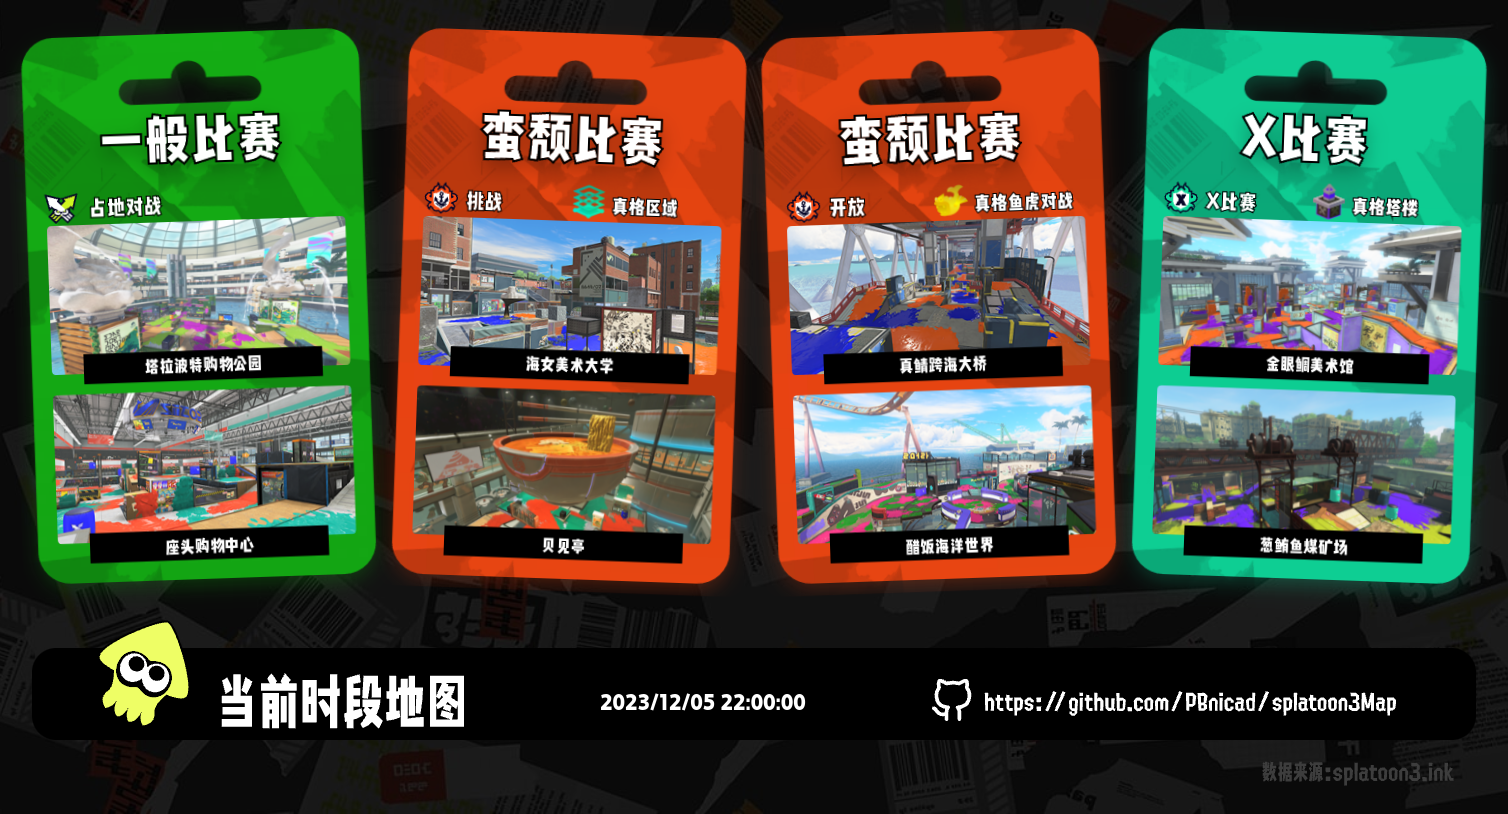 一般比赛
占地对战
塔拉波特购物公园
座头购物中心
蛮颓比赛
挑战
真格区域
海女美术大学
贝见亭
蛮颓比赛
开放
真格鱼虎对战
真鲭跨海大桥
醋饭海洋世界
X比赛
X比赛
真格塔楼
金眼鲷美术馆
葱鲔鱼煤矿场
当前时段地图
2023/12/05 22:00:00
https://github.com/PBnicad/splatoon3Map
数据来源:splatoon3.ink